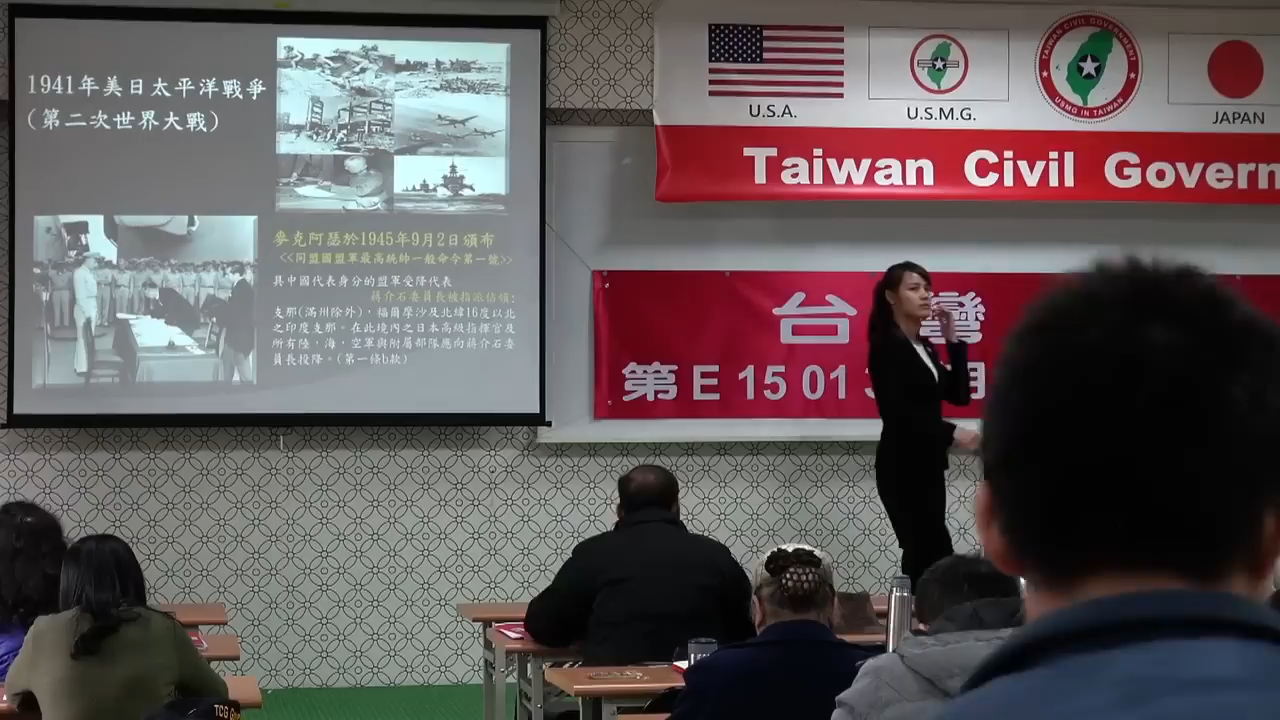 1941年美日太平洋戰爭
(第二次世界大戰)
麥克阿瑟於1945年9月2日頒布
<<同盟國盟軍最高統帥一般命令第一號>>
具中國代表身分的盟軍受降代表
蔣介石委員長被指派佔領:
支那(滿州除外),福爾摩沙及北緯16度以北
之印度支那。在此境內之日本高級指揮官及
所有陸,海,空軍與附屬部隊應向蔣介石委
員長投降。(第一條b款)
U.S.A.
U.S.M.G.
TAIWAN CIVIL GOVERNMENT
USMG IN TAIWAN
JAPAN
Taiwan Civil Govern
台灣
第E 15 01 期
TCG